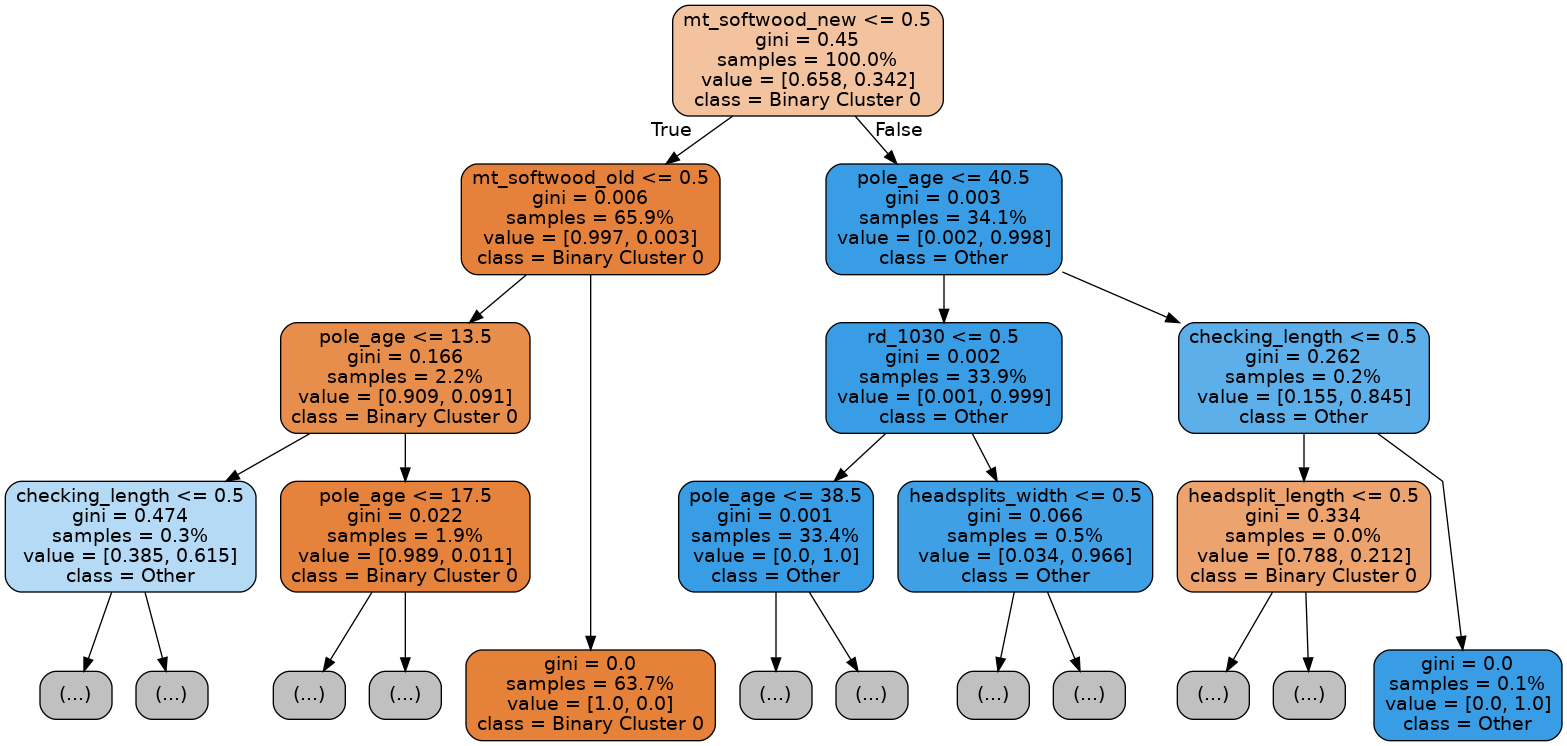 mt_softwood_new <= 0.5
gini = 0.45
samples = 100.0%
value = [0.658, 0.342]
class = Binary Cluster 0
True
False
mt_softwood_old <= 0.5
gini = 0.006
samples = 65.9%
value = [0.997, 0.003]
class = Binary Cluster 0
pole_age <= 40.5
gini = 0.003
samples = 34.1%
value = [0.002, 0.998]
class = Other
pole_age <= 13.5
gini = 0.166
samples = 2.2%
value = [0.909, 0.091]
class = Binary Cluster 0
rd_1030 <= 0.5
gini = 0.002
samples = 33.9%
value = [0.001, 0.999]
class = Other
checking_length <= 0.5
gini = 0.262
samples = 0.2%
value = [0.155, 0.845]
class = Other
checking_length <= 0.5
gini = 0.474
samples = 0.3%
value = [0.385, 0.615]
class = Other
pole_age <= 17.5
gini = 0.022
samples = 1.9%
value = [0.989, 0.011]
class = Binary Cluster 0
pole_age <= 38.5
gini = 0.001
samples = 33.4%
value = [0.0, 1.0]
class = Other
headsplits_width <= 0.5
gini = 0.066
samples = 0.5%
value = [0.034, 0.966]
class = Other
headsplit_length <= 0.5
gini = 0.334
samples = 0.0%
value = [0.788, 0.212]
class = Binary Cluster 0
(...)
(...)
(...)
(...)
gini = 0.0
samples = 63.7%
value = [1.0, 0.0]
class = Binary Cluster 0
(...)
(...)
(...)
(...)
(...)
(...)
gini = 0.0
samples = 0.1%
value = [0.0, 1.0]
class = Other